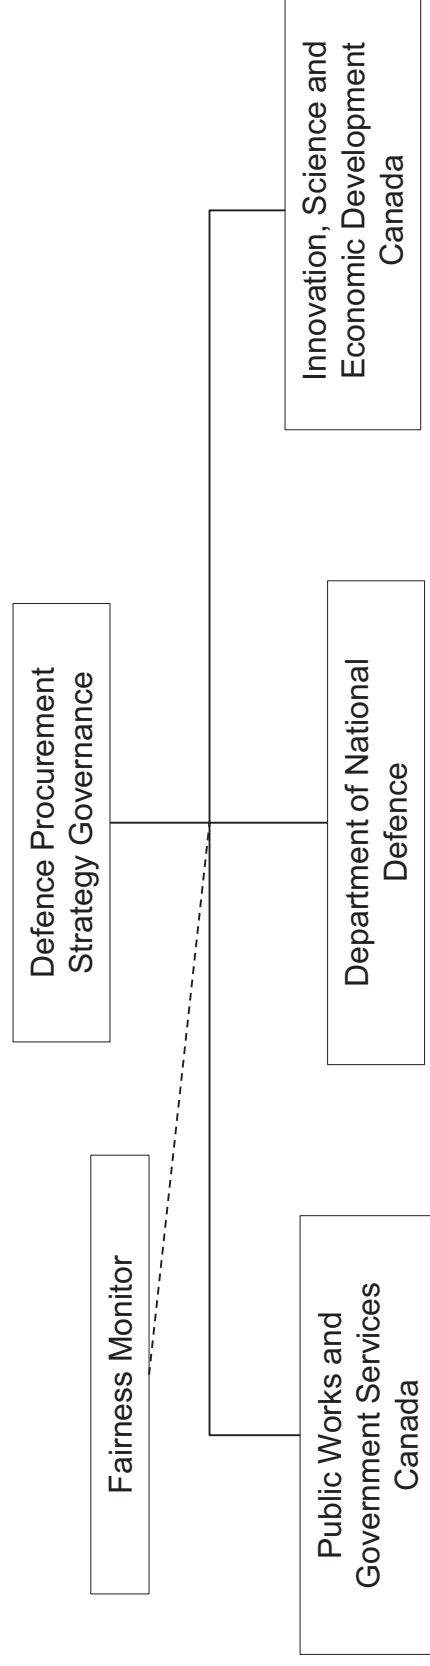 Defence Procurement
Strategy Governance
Fairness Monitor
Public Works and
Government Services
Canada
Department of National
Defence
Innovation, Science and
Economic Development
Canada